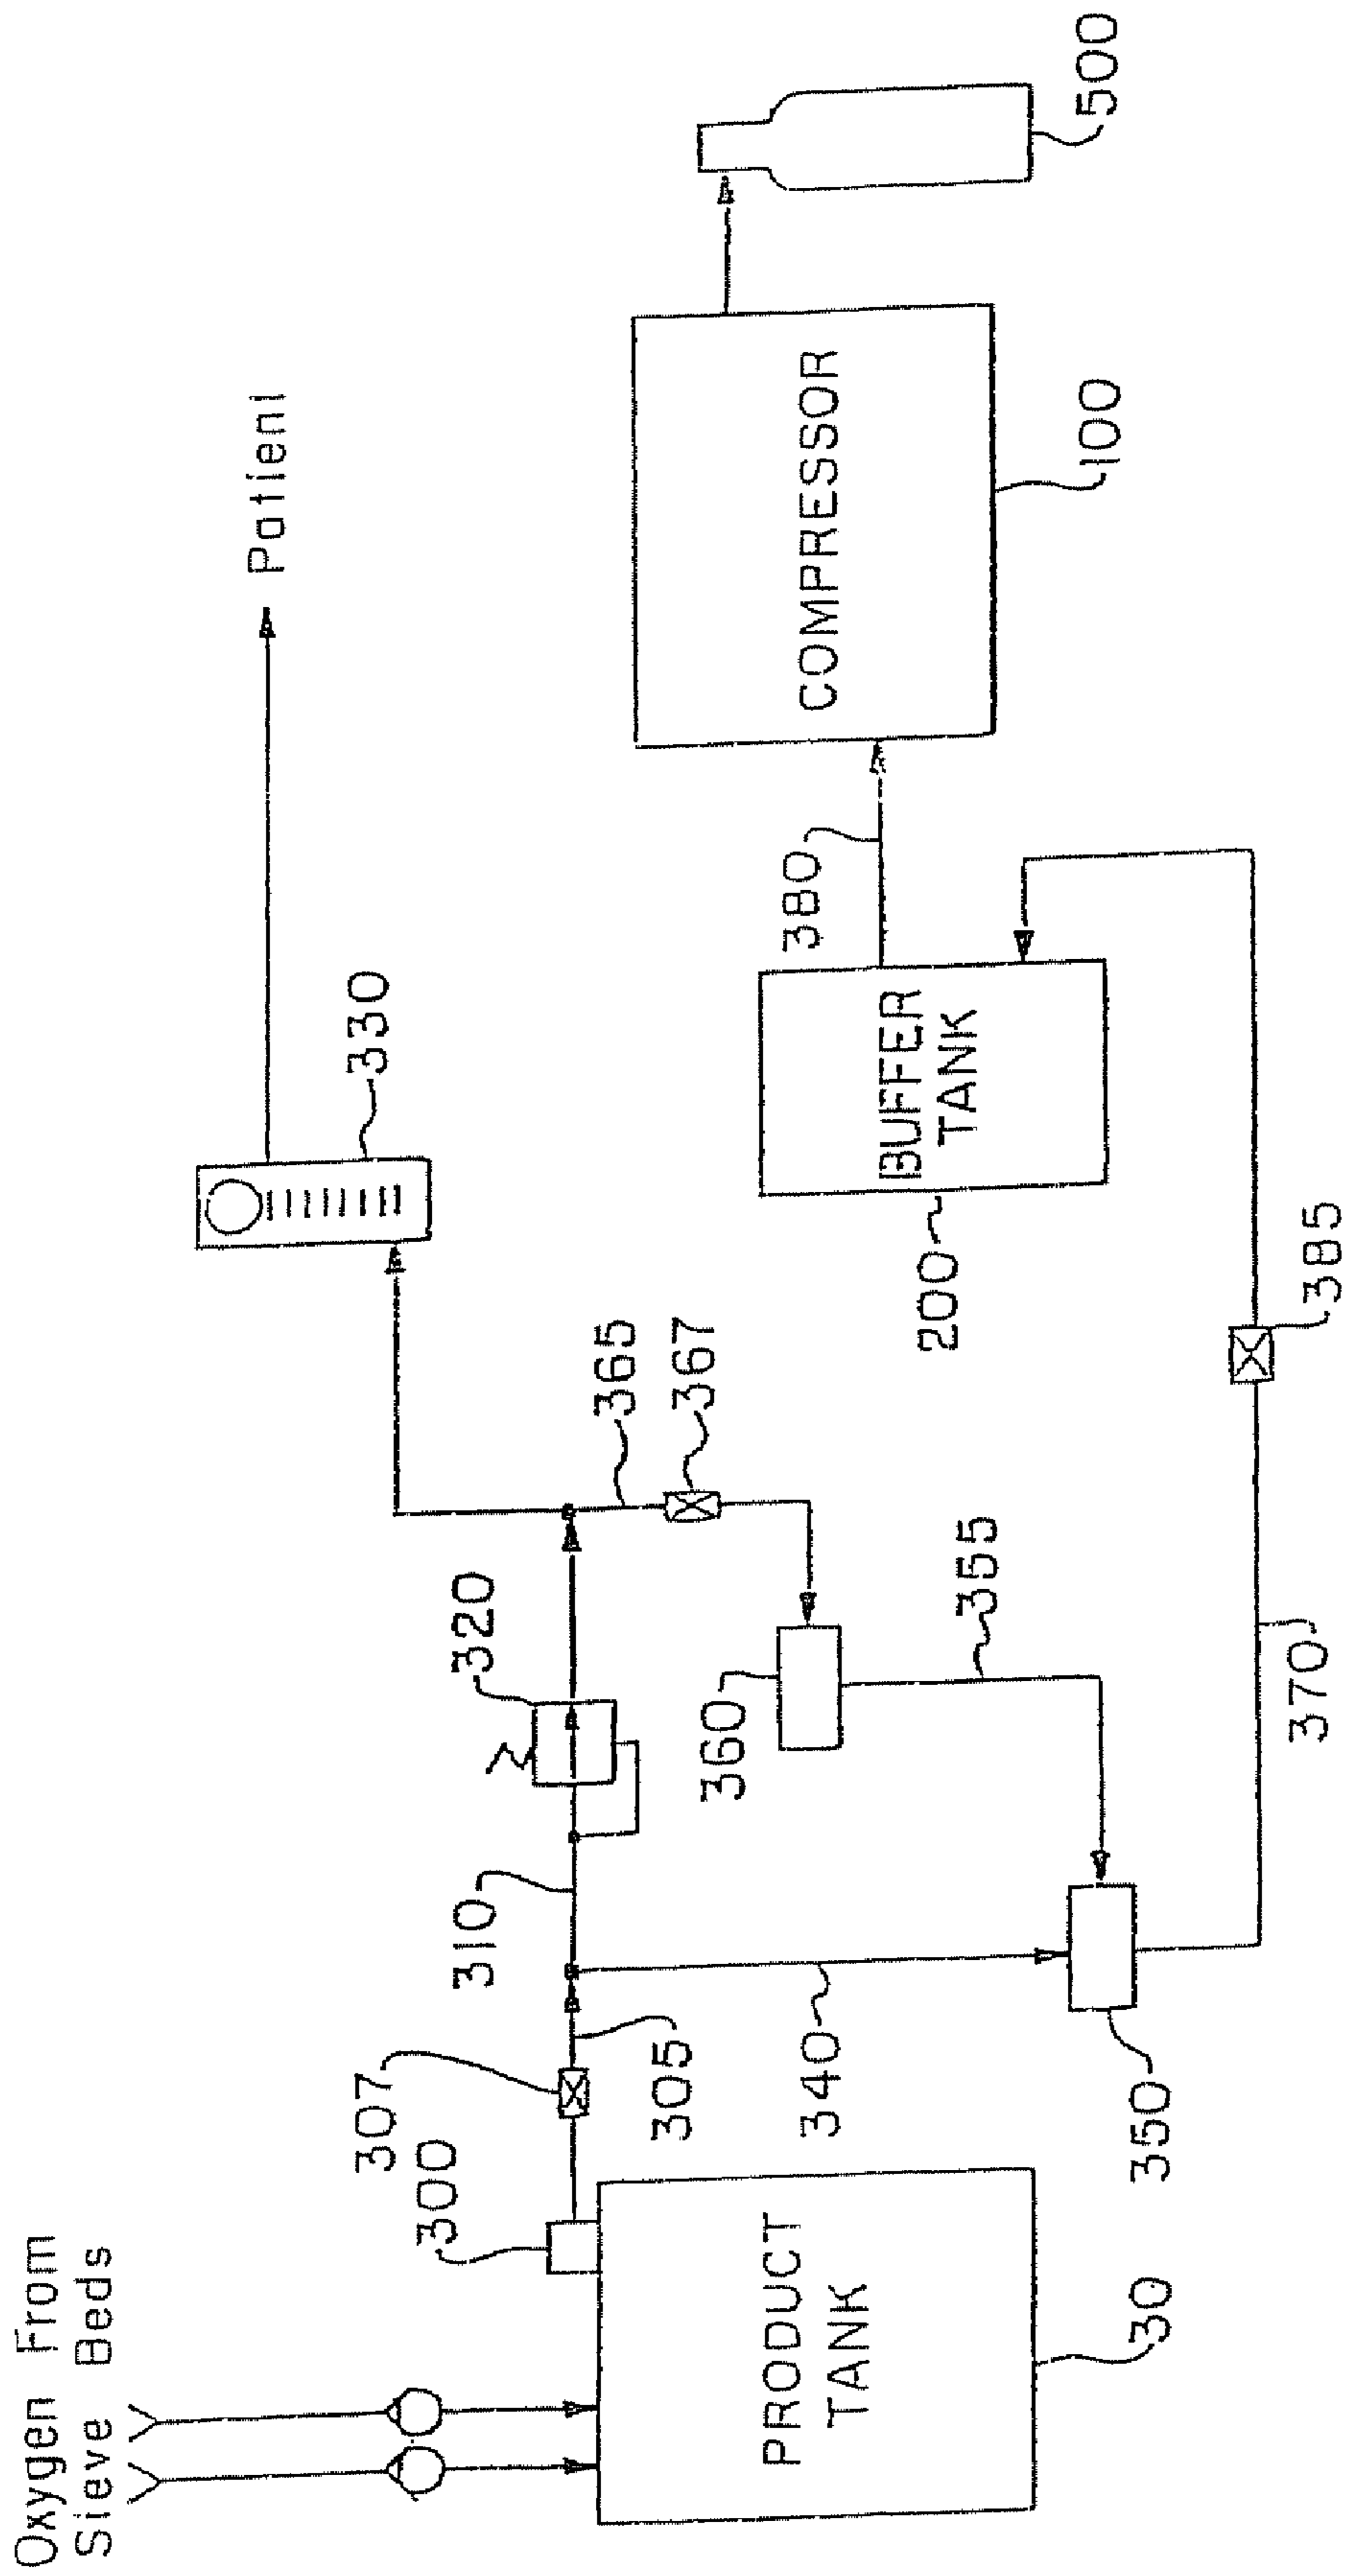 Oxygen From
Sieve Beds
Patient
330
307
300
310
320
305
365
367
340
360
355
380
PRODUCT
TANK
BUFFER
TANK
COMPRESSOR
200
30
350
370
385
100
500